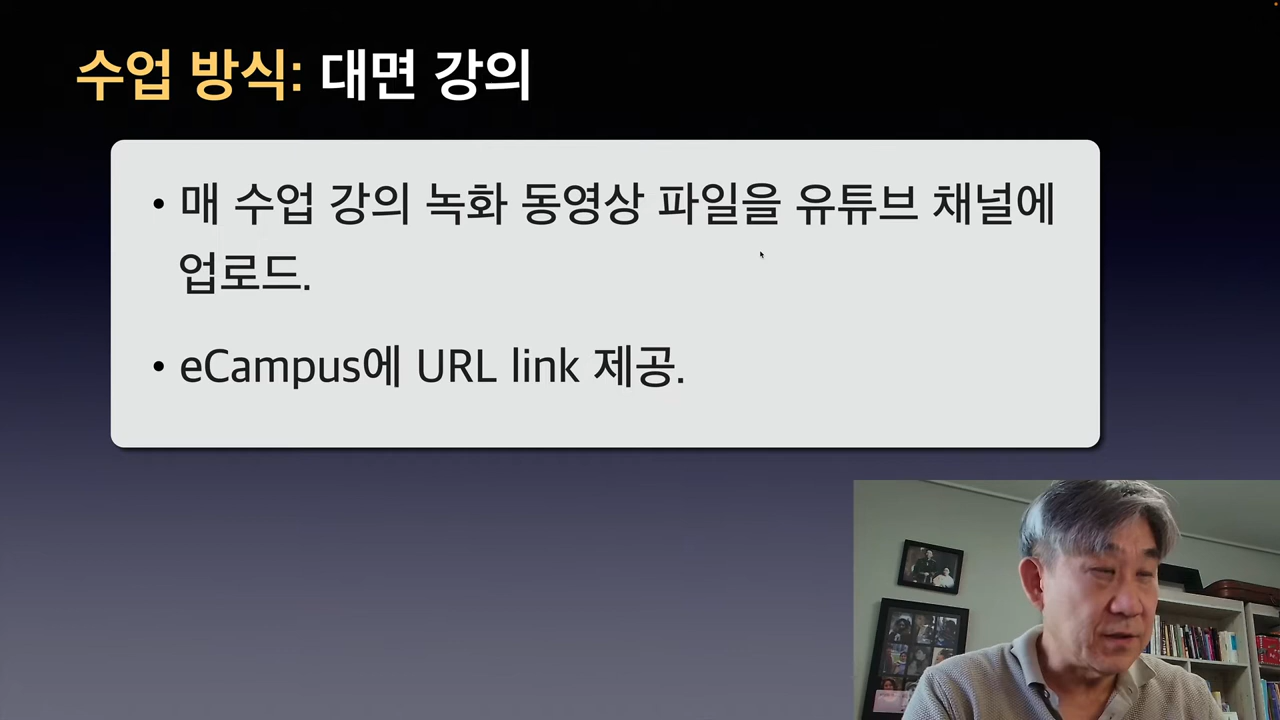 수업 방식: 대면 강의
• 매 수업 강의 녹화 동영상 파일을 유튜브 채널에
업로드.
• eCampus에 URL link 제공.